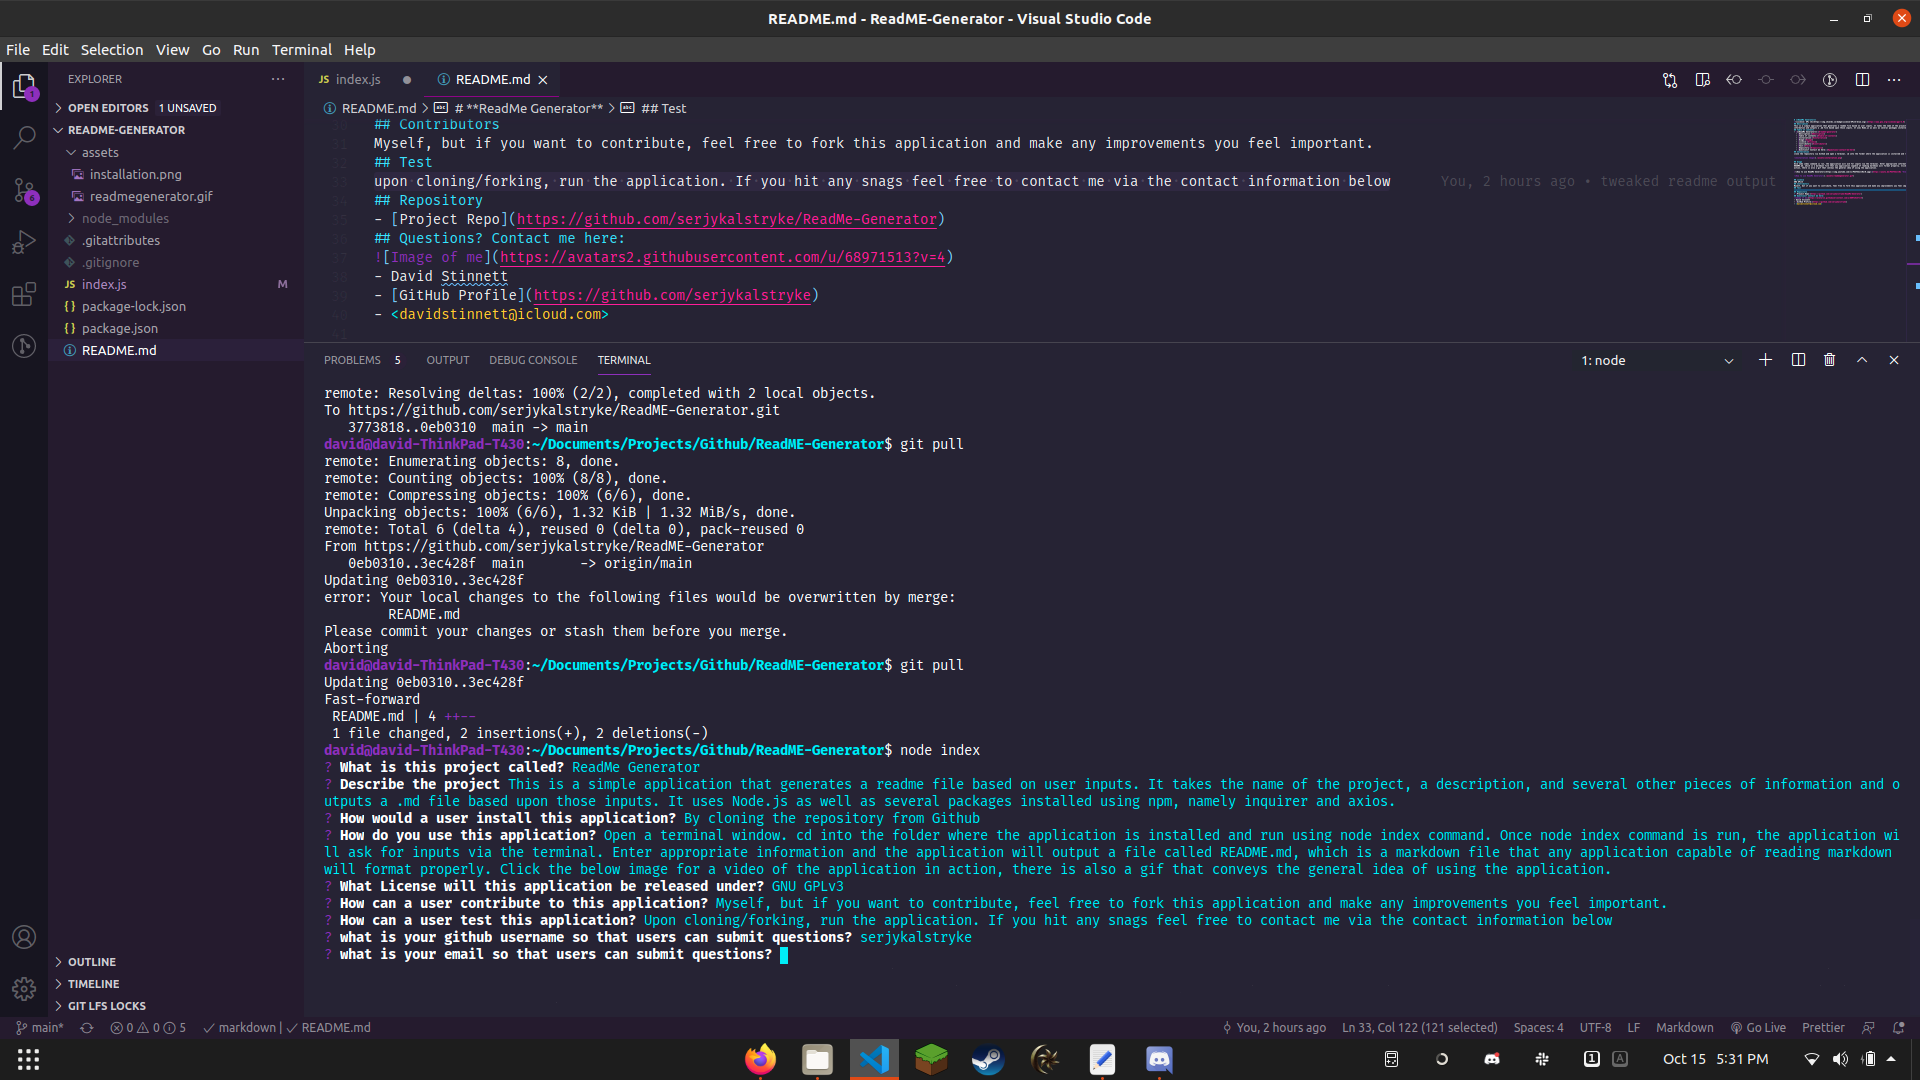 README.md - ReadME-Generator - Visual Studio Code
File Edit Selection View Go Run Terminal Help
EXPLORER
OPEN EDITORS 1 UNSAVED
README-GENERATOR
assets
installation.png
readmegenerator.gif
node_modules
.gitattributes
.gitignore
JS index.js M
{} package-lock.json
{} package.json
README.md
OUTLINE
TIMELINE
GIT LFS LOCKS
JS index.js
README.md
README.md > # **ReadMe Generator** > ## Test
## Contributors
31 Myself, but if you want to contribute, feel free to fork this application and make any improvements you feel important.
32 ## Test
33 upon cloning/forking, run the application. If you hit any snags feel free to contact me via the contact information below You, 2 hours ago • tweaked readme output
34 ## Repository
35 - [Project Repo](https://github.com/serjykalstryke/ReadMe-Generator)
36 ## Questions? Contact me here:
37 ![Image of me](https://avatars2.githubusercontent.com/u/68971513?v=4)
38 - David Stinnett
39 - [GitHub Profile](https://github.com/serjykalstryke)
40 - <davidstinnett@icloud.com>
41
PROBLEMS 5 OUTPUT DEBUG CONSOLE TERMINAL 1: node
remote: Resolving deltas: 100% (2/2), completed with 2 local objects.
To https://github.com/serjykalstryke/ReadME-Generator.git
3773818..0eb0310 main -> main
david@david-ThinkPad-T430:~/Documents/Projects/Github/ReadME-Generator$ git pull
remote: Enumerating objects: 8, done.
remote: Counting objects: 100% (8/8), done.
remote: Compressing objects: 100% (6/6), done.
Unpacking objects: 100% (6/6), 1.32 KiB | 1.32 MiB/s, done.
remote: Total 6 (delta 4), reused 0 (delta 0), pack-reused 0
From https://github.com/serjykalstryke/ReadME-Generator
0eb0310..3ec428f main -> origin/main
Updating 0eb0310..3ec428f
error: Your local changes to the following files would be overwritten by merge:
README.md
Please commit your changes or stash them before you merge.
Aborting
david@david-ThinkPad-T430:~/Documents/Projects/Github/ReadME-Generator$ git pull
Updating 0eb0310..3ec428f
Fast-forward
README.md | 4 ++--
1 file changed, 2 insertions(+), 2 deletions(-)
david@david-ThinkPad-T430:~/Documents/Projects/Github/ReadME-Generator$ node index
? What is this project called? ReadMe Generator
? Describe the project This is a simple application that generates a readme file based on user inputs. It takes the name of the project, a description, and several other pieces of information and o
utputs a .md file based upon those inputs. It uses Node.js as well as several packages installed using npm, namely inquirer and axios.
? How would a user install this application? By cloning the repository from Github
? How do you use this application? Open a terminal window. cd into the folder where the application is installed and run using node index command. Once node index command is run, the application wi
ll ask for inputs via the terminal. Enter appropriate information and the application will output a file called README.md, which is a markdown file that any application capable of reading markdown
will format properly. Click the below image for a video of the application in action, there is also a gif that conveys the general idea of using the application.
? What License will this application be released under? GNU GPLv3
? How can a user contribute to this application? Myself, but if you want to contribute, feel free to fork this application and make any improvements you feel important.
? How can a user test this application? Upon cloning/forking, run the application. If you hit any snags feel free to contact me via the contact information below
? what is your github username so that users can submit questions? serjykalstryke
? what is your email so that users can submit questions?
main* 0 0 5 markdown | README.md You, 2 hours ago Ln 33, Col 122 (121 selected) Spaces: 4 UTF-8 LF Markdown Go Live Prettier
1 A Oct 15 5:31 PM